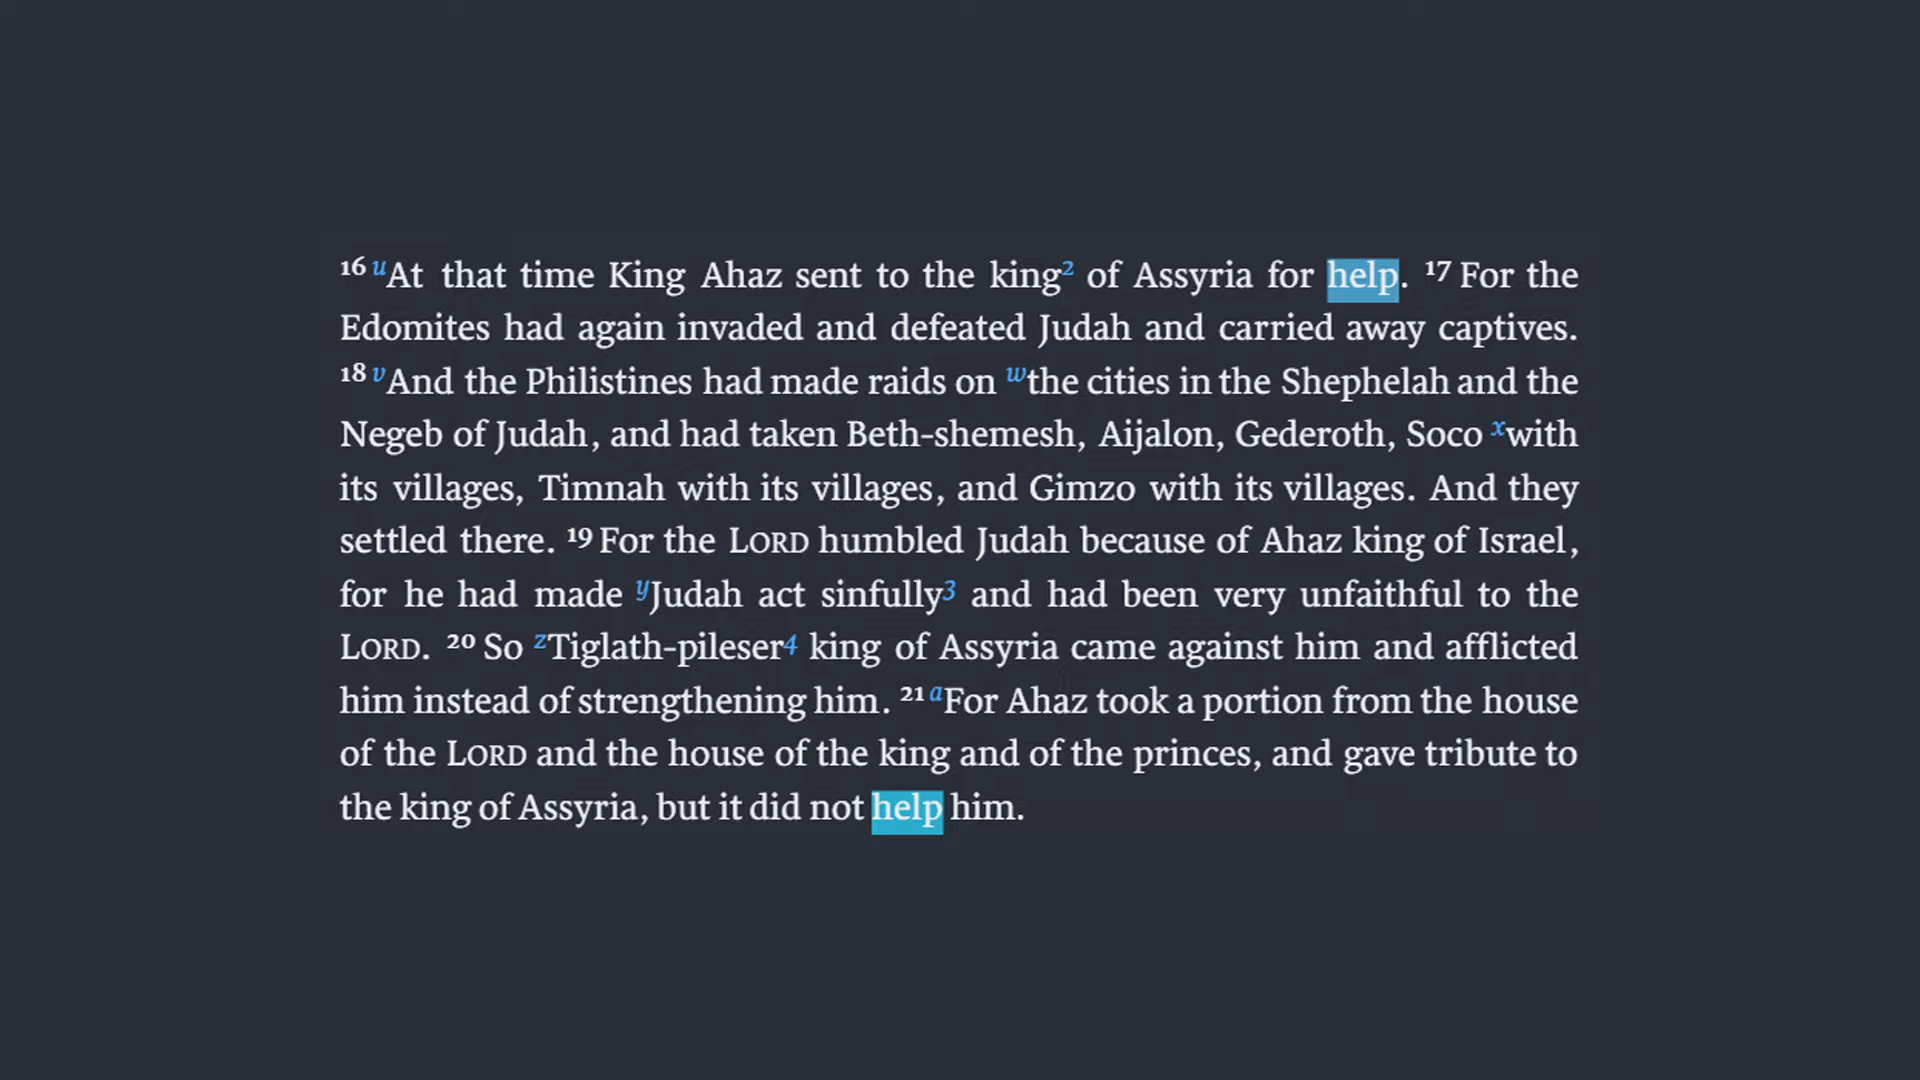 16 uAt that time King Ahaz sent to the king2 of Assyria for help. 17 For the
Edomites had again invaded and defeated Judah and carried away captives.
18 vAnd the Philistines had made raids on wthe cities in the Shephelah and the
Negeb of Judah, and had taken Beth-shemesh, Aijalon, Gederoth, Soco xwith
its villages, Timnah with its villages, and Gimzo with its villages. And they
settled there. 19 For the LORD humbled Judah because of Ahaz king of Israel,
for he had made yJudah act sinfully3 and had been very unfaithful to the
LORD. 20 So zTiglath-pileser4 king of Assyria came against him and afflicted
him instead of strengthening him. 21 aFor Ahaz took a portion from the house
of the LORD and the house of the king and of the princes, and gave tribute to
the king of Assyria, but it did not help him.